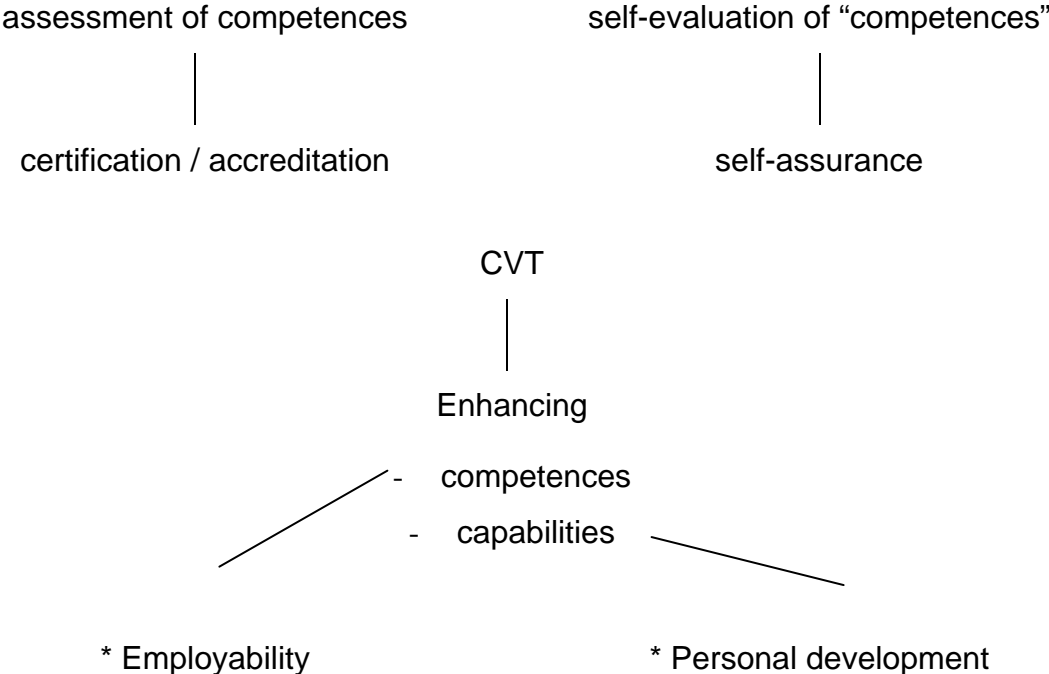 assessment of competences
self-evaluation of “competences”
certification / accreditation
self-assurance
CVT
Enhancing
- competences
- capabilities
* Employability
* Personal development